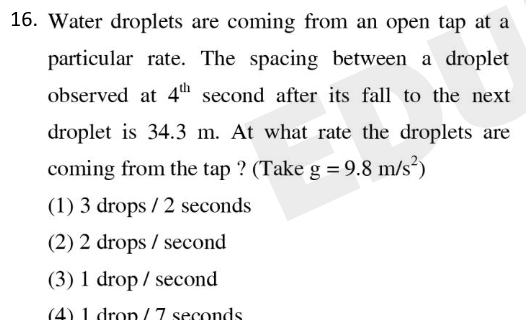 16. Water droplets are coming from an open tap at a
particular rate. The spacing between a droplet
observed at 4th second after its fall to the next
droplet is 34.3 m. At what rate the droplets are
coming from the tap ? (Take g = 9.8 m/s²)
(1) 3 drops / 2 seconds
(2) 2 drops / second
(3) 1 drop / second
(4) 1 drop / 7 seconds
EDU